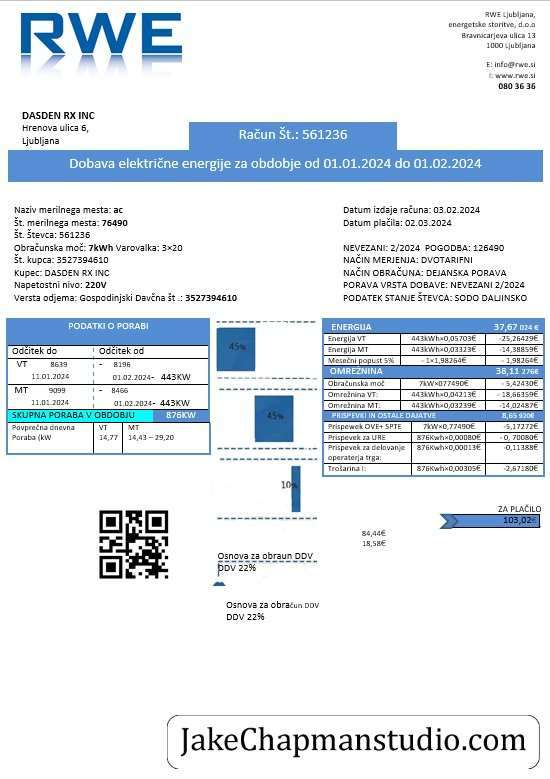 RWE
RWE Ljubljana,
energetske storitve, d.o.o
Bravnicarjeva ulica 13
1000 Ljubljana
E: info@rwe.si
I: www.rwe.si
080 36 36
DASDEN RX INC
Hrenova ulica 6,
Ljubljana
Račun Št.: 561236
Dobava električne energije za obdobje od 01.01.2024 do 01.02.2024
Naziv merilnega mesta: ac
Št. merilnega mesta: 76490
Št. Števca: 561236
Obračunska moč: 7kWh Varovalka: 3×20
Št. kupca: 3527394610
Kupec: DASDEN RX INC
Napetostni nivo: 220V
Versta odjema: Gospodinjski Davčna št .: 3527394610
Datum izdaje računa: 03.02.2024
Datum plačila: 02.03.2024
NEVEZANI: 2/2024 POGODBA: 126490
NAČIN MERJENJA: DVOTARIFNI
NAČIN OBRAČUNA: DEJANSKA PORAVA
PORAVA VRSTA DOBAVE: NEVEZANI 2/2024
PODATEK STANJE ŠTEVCA: SODO DALJINSKO
PODATKI O PORABI
Odčitek do Odčitek od
VT 8639 - 8196
11.01.2024 01.02.2024- 443KW
MT 9099 - 8466
11.01.2024 01.02.2024- 443KW
SKUPNA PORABA V OBDOBJU 876KW
Povprečna dnevna VT MT
Poraba (kW 14,77 14,43 – 29,20
45%
45%
10%
ENERGIJA 37,67 024 €
Energija VT 443kWh×0,05703€ -25,26429€
Energija MT 443kWh×0,03323€ -14,38859€
Mesečni popust 5% - 1×1,98264€ - 1,98264€
OMREŽNINA 38,11 276€
Obračunska moč 7kW×077490€ - 5,42430€
Omrežnina VT: 443kWh×0,04213€ - 18,66359€
Omrežnina MT: 443kWh×0,03239€ -14,02487€
PRISPEVKI IN OSTALE DAJATVE 8,65 920€
Prispewek OVE+ SPTE 7kW×0,77490€ -5,17272€
Prispevek za URE 876Kwh×0,00080€ - 0, 70080€
Prispevek za delovanje operaterja trga: 876Kwh×0,00013€ -0,11388€
Trošarina I: 876Kwh×0,00305€ -2,67180€
ZA PLAČILO
103,02€
84,44€
18,58€
Osnova za obraun DDV
DDV 22%
Osnova za obračun DDV
DDV 22%
JakeChapmanstudio.com